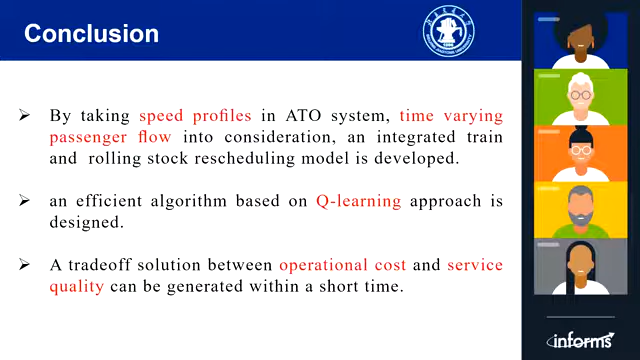 Conclusion
➢ By taking speed profiles in ATO system, time varying
passenger flow into consideration, an integrated train
and rolling stock rescheduling model is developed.
➢ an efficient algorithm based on Q-learning approach is
designed.
➢ A tradeoff solution between operational cost and service
quality can be generated within a short time.
informs